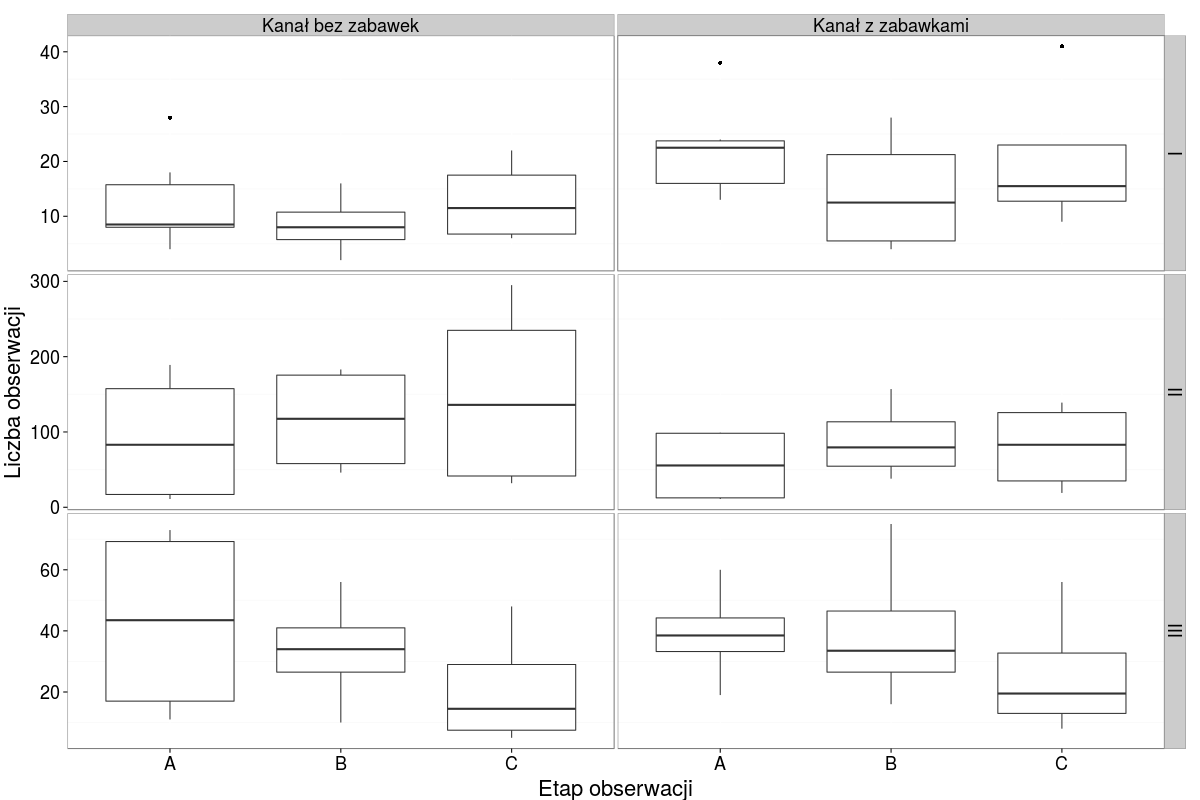 Kanał bez zabawek
Kanał z zabawkami
40
30
20
10
I
Liczba obserwacji
300
200
100
0
II
60
40
20
III
A
B
C
A
B
C
Etap obserwacji